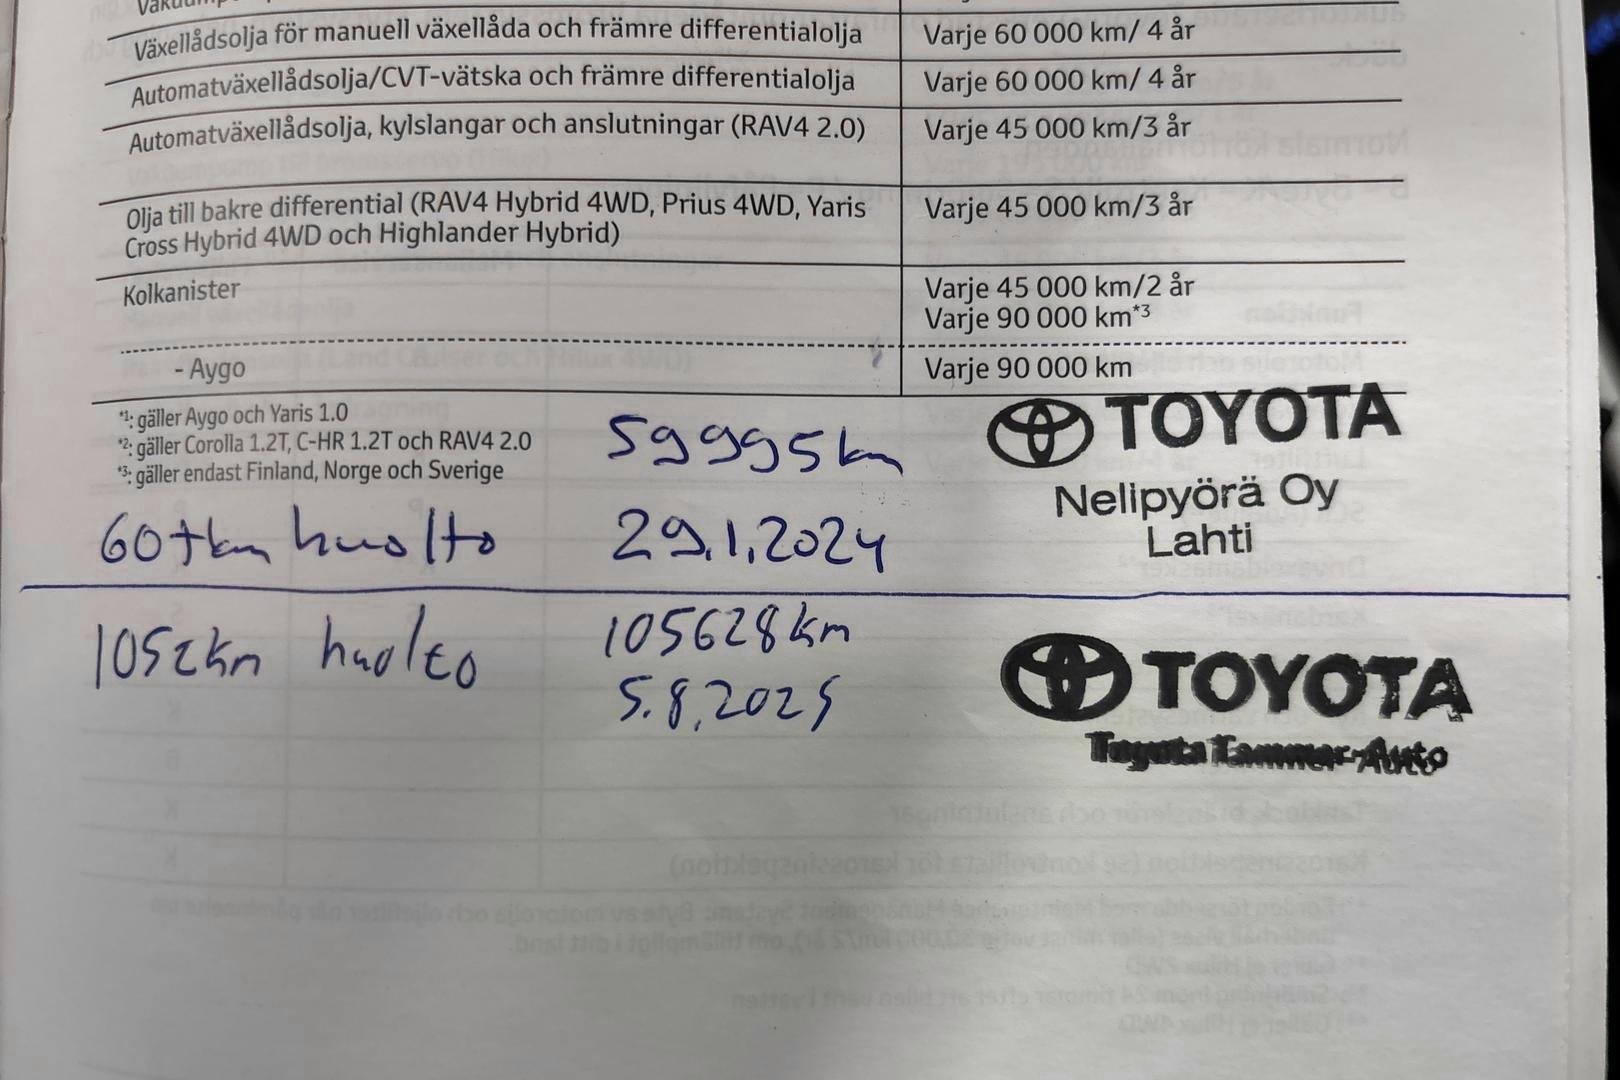 Växellådsolja för manuell växellåda och främre differentialolja Varje 60 000 km/ 4 år
Automatväxellådsolja/CVT-vätska och främre differentialolja Varje 60 000 km/ 4 år
Automatväxellådsolja, kylslangar och anslutningar (RAV4 2.0) Varje 45 000 km/3 år
Olja till bakre differential (RAV4 Hybrid 4WD, Prius 4WD, Yaris Varje 45 000 km/3 år
Cross Hybrid 4WD och Highlander Hybrid)
Kolkanister Varje 45 000 km/2 år
Varje 90 000 km*3
- Aygo Varje 90 000 km
*1: gäller Aygo och Yaris 1.0
*2: gäller Corolla 1.2T, C-HR 1.2T och RAV4 2.0
*3: gäller endast Finland, Norge och Sverige
59995km
TOYOTA
Nelipyörä Oy
Lahti
60tkm huolto 29.1.2024
105tkm huolto 105628km
5.8.2025
TOYOTA
Toyota Tammer-Auto